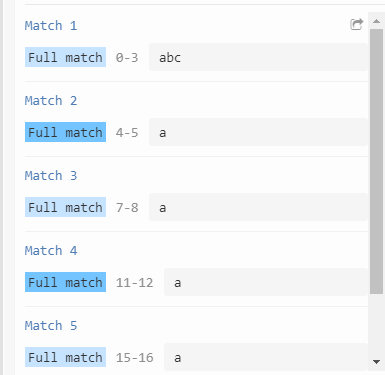 Match 1
Full match 0-3 abc
Match 2
Full match 4-5 a
Match 3
Full match 7-8 a
Match 4
Full match 11-12 a
Match 5
Full match 15-16 a